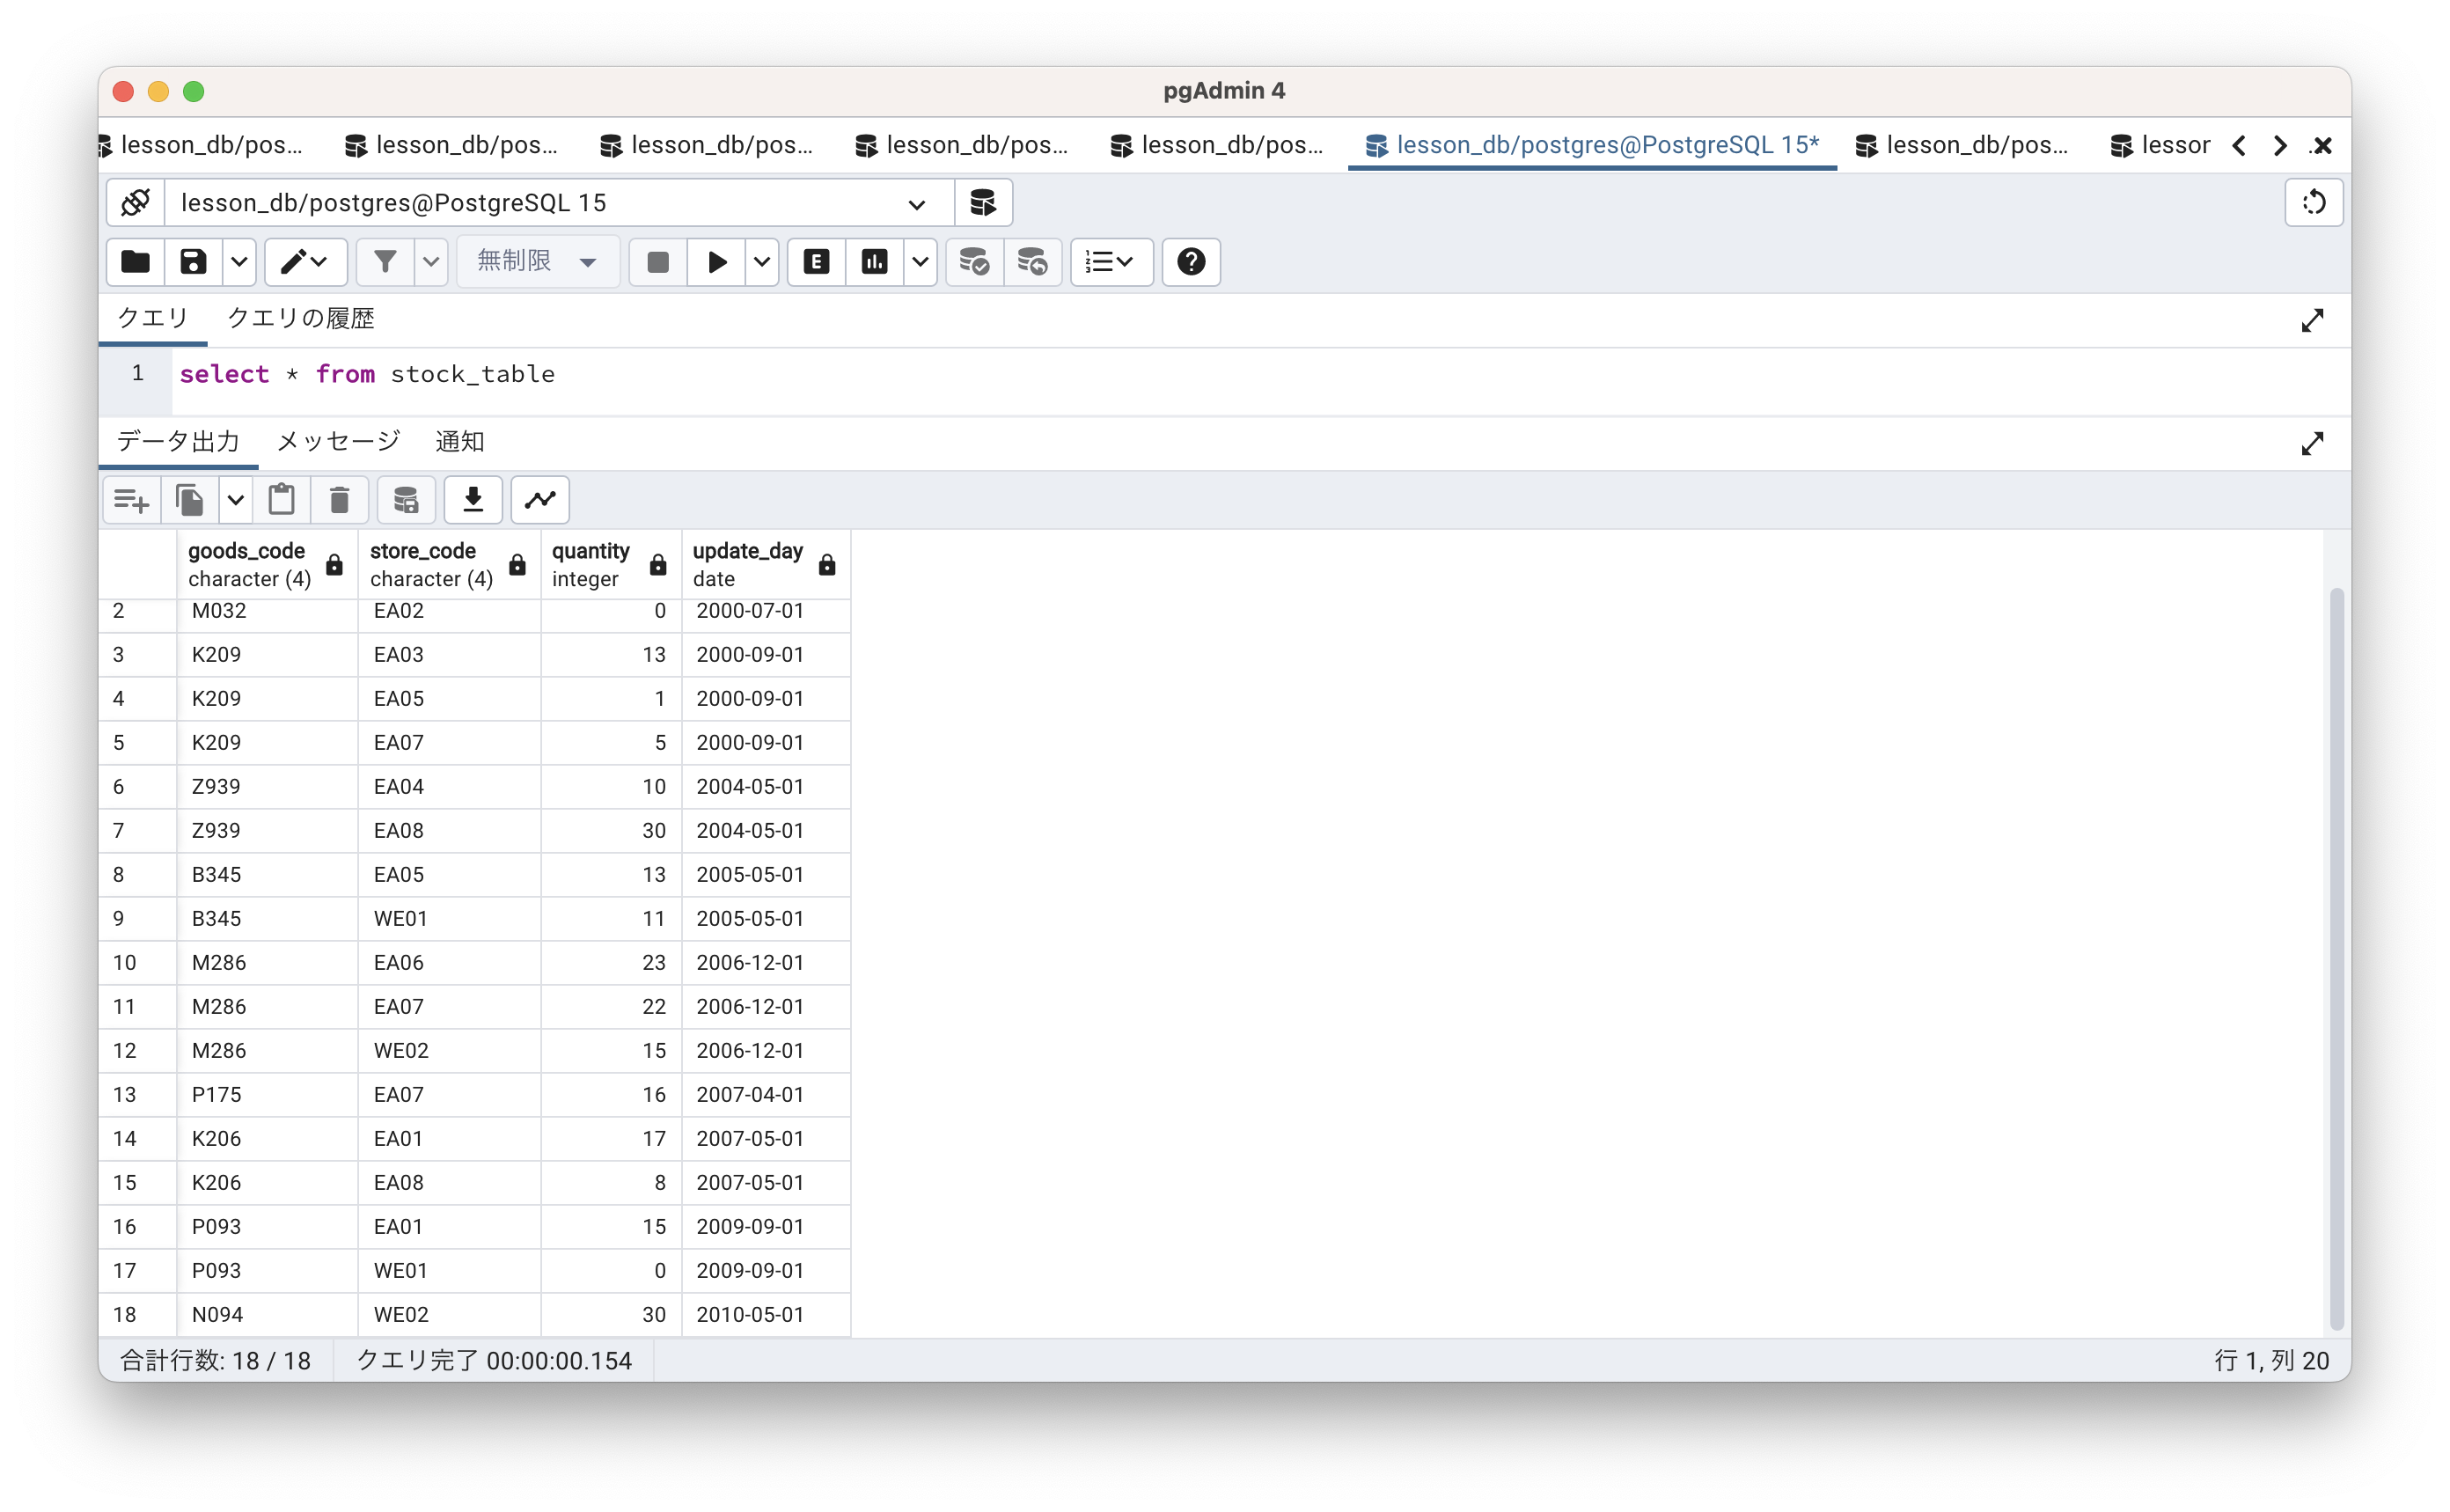 pgAdmin 4
lesson_db/pos... lesson_db/pos... lesson_db/pos... lesson_db/pos... lesson_db/pos... lesson_db/postgres@PostgreSQL 15* lesson_db/pos... lessor
lesson_db/postgres@PostgreSQL 15
無制限 E
クエリ クエリの履歴
1 select * from stock_table
データ出力 メッセージ 通知
goods_code store_code quantity update_day
character (4) character (4) integer date
2 M032 EA02 0 2000-07-01
3 K209 EA03 13 2000-09-01
4 K209 EA05 1 2000-09-01
5 K209 EA07 5 2000-09-01
6 Z939 EA04 10 2004-05-01
7 Z939 EA08 30 2004-05-01
8 B345 EA05 13 2005-05-01
9 B345 WE01 11 2005-05-01
10 M286 EA06 23 2006-12-01
11 M286 EA07 22 2006-12-01
12 M286 WE02 15 2006-12-01
13 P175 EA07 16 2007-04-01
14 K206 EA01 17 2007-05-01
15 K206 EA08 8 2007-05-01
16 P093 EA01 15 2009-09-01
17 P093 WE01 0 2009-09-01
18 N094 WE02 30 2010-05-01
合計行数: 18 / 18 クエリ完了 00:00:00.154 行 1, 列 20